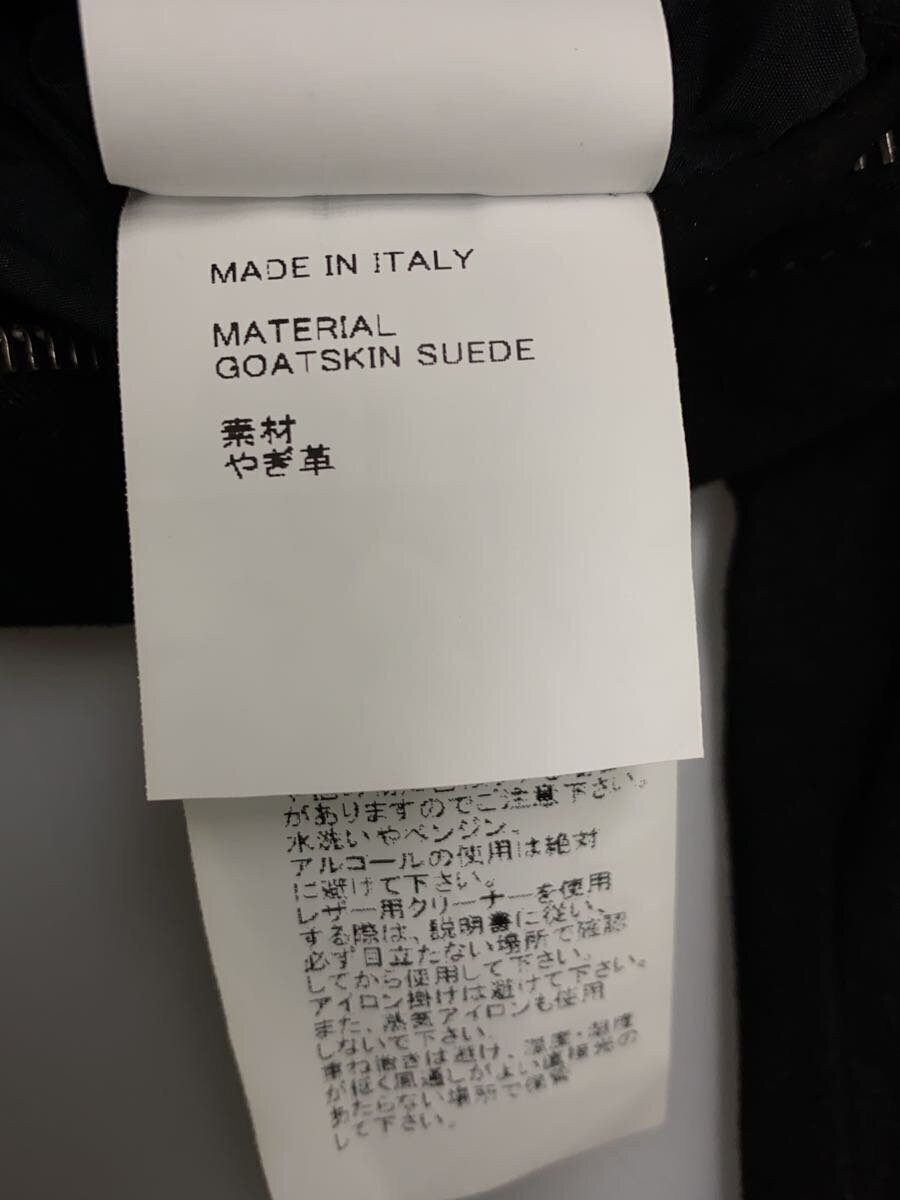 MADE IN ITALY
MATERIAL
GOATSKIN SUEDE
素材
やぎ革
がありますのでご注意下さい。
水洗いやベンジン、
アルコールの使用は絶対
に避けて下さい。
レザー用クリーナーを使用
する際は、説明書に従い、
必ず目立たない場所で確認
してから使用して下さい。
アイロン掛けは避けて下さい。
また、蒸気アイロンも使用
しないで下さい。
重ね置きは避け、温度・湿度
が低く風通しがよい直接光の
あたらない場所で保管
して下さい。